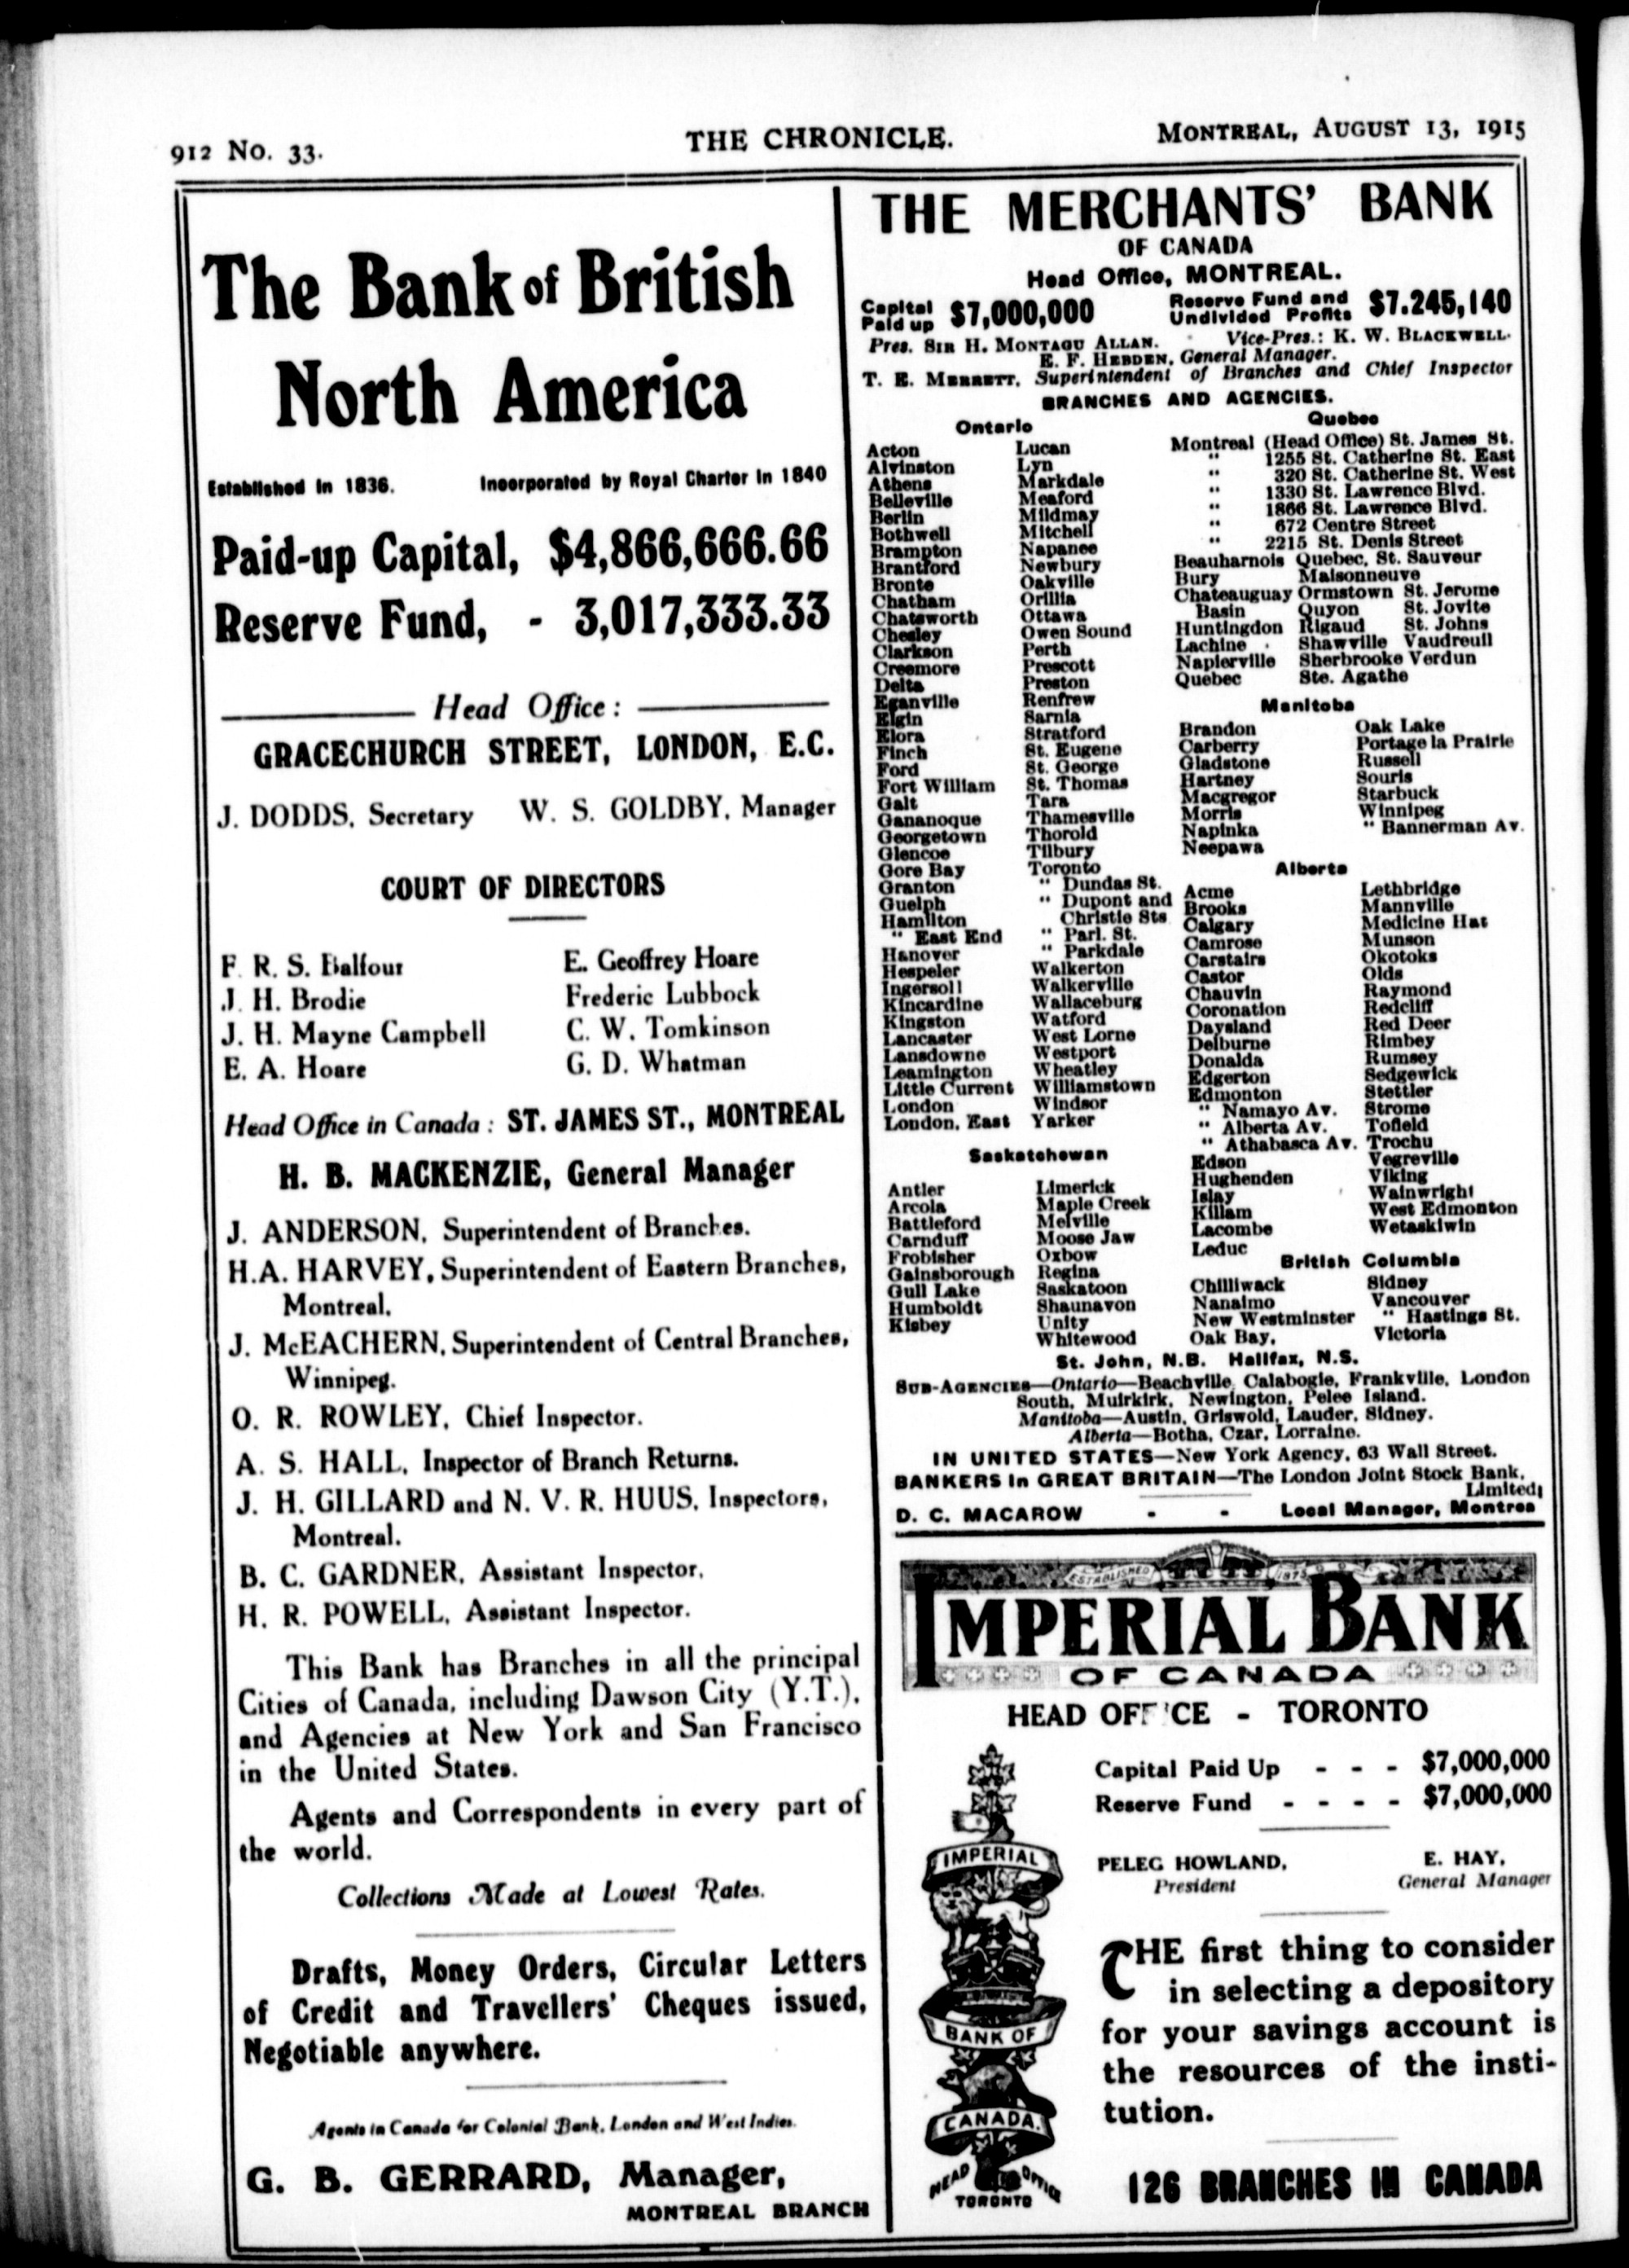 912 No. 33.
THE CHRONICLE.
MONTREAL, AUGUST 13, 1915
The Bank of British
North America
Established in 1836. Incorporated by Royal Charter in 1840
Paid-up Capital, $4,866,666.66
Reserve Fund, - 3,017,333.33
Head Office:
GRACECHURCH STREET, LONDON, E.C.
J. DODDS, Secretary W. S. GOLDBY, Manager
COURT OF DIRECTORS
F. R. S. Balfour E. Geoffrey Hoare
J. H. Brodie Frederic Lubbock
J. H. Mayne Campbell C. W. Tomkinson
E. A. Hoare G. D. Whatman
Head Office in Canada: ST. JAMES ST., MONTREAL
H. B. MACKENZIE, General Manager
J. ANDERSON, Superintendent of Branches.
H.A. HARVEY, Superintendent of Eastern Branches,
Montreal.
J. McEACHERN, Superintendent of Central Branches,
Winnipeg.
O. R. ROWLEY, Chief Inspector.
A. S. HALL, Inspector of Branch Returns.
J. H. GILLARD and N. V. R. HUUS, Inspectors,
Montreal.
B. C. GARDNER, Assistant Inspector,
H. R. POWELL, Assistant Inspector.
This Bank has Branches in all the principal
Cities of Canada, including Dawson City (Y.T.),
and Agencies at New York and San Francisco
in the United States.
Agents and Correspondents in every part of
the world.
Collections Made at Lowest Rates.
Drafts, Money Orders, Circular Letters
of Credit and Travellers' Cheques issued,
Negotiable anywhere.
Agents in Canada for Colonial Bank, London and West Indies.
G. B. GERRARD, Manager,
MONTREAL BRANCH
THE MERCHANTS' BANK
OF CANADA
Head Office, MONTREAL.
Capital Paid up $7,000,000 Reserve Fund and Undivided Profits $7.245,140
Pres. SIR H. MONTAGU ALLAN. Vice-Pres.: K. W. BLACKWELL.
E. F. HEBDEN, General Manager.
T. E. MERRETT, Superintendent of Branches and Chief Inspector
BRANCHES AND AGENCIES.
Ontario
Acton Lucan
Alvinston Lyn
Athens Markdale
Belleville Meaford
Berlin Mildmay
Bothwell Mitchell
Brampton Napanee
Brantford Newbury
Bronte Oakville
Chatham Orillia
Chatsworth Ottawa
Chesley Owen Sound
Clarkson Perth
Creemore Prescott
Delta Preston
Eganville Renfrew
Elgin Sarnia
Elora Stratford
Finch St. Eugene
Ford St. George
Fort William St. Thomas
Galt Tara
Gananoque Thamesville
Georgetown Thorold
Glencoe Tilbury
Gore Bay Toronto
Granton " Dundas St.
Guelph " Dupont and
Hamilton Christie Sts
" East End " Parl. St.
Hanover " Parkdale
Hespeler Walkerton
Ingersoll Walkerville
Kincardine Wallaceburg
Kingston Watford
Lancaster West Lorne
Lansdowne Westport
Leamington Wheatley
Little Current Williamstown
London Windsor
London, East Yarker
Saskatchewan
Antler Limerick
Arcola Maple Creek
Battleford Melville
Carnduff Moose Jaw
Frobisher Oxbow
Gainsborough Regina
Gull Lake Saskatoon
Humboldt Shaunavon
Kisbey Unity
Whitewood
Quebec
Montreal (Head Office) St. James St.
" 1255 St. Catherine St. East
" 320 St. Catherine St. West
" 1330 St. Lawrence Blvd.
" 1866 St. Lawrence Blvd.
" 672 Centre Street
" 2215 St. Denis Street
Beauharnois Quebec, St. Sauveur
Bury Maisonneuve
Chateauguay Ormstown St. Jerome
Basin Quyon St. Jovite
Huntingdon Rigaud St. Johns
Lachine Shawville Vaudreuil
Napierville Sherbrooke Verdun
Quebec Ste. Agathe
Manitoba
Brandon Oak Lake
Carberry Portage la Prairie
Gladstone Russell
Hartney Souris
Macgregor Starbuck
Morris Winnipeg
Napinka " Bannerman Av.
Neepawa
Alberta
Acme Lethbridge
Brooks Mannville
Calgary Medicine Hat
Camrose Munson
Carstairs Okotoks
Castor Olds
Chauvin Raymond
Coronation Redcliff
Daysland Red Deer
Delburne Rimbey
Donalda Rumsey
Edgerton Sedgewick
Edmonton Stettler
" Namayo Av. Strome
" Alberta Av. Tofield
" Athabasca Av. Trochu
Edson Vegreville
Hughenden Viking
Islay Wainwright
Killam West Edmonton
Lacombe Wetaskiwin
Leduc
British Columbia
Chilliwack Sidney
Nanaimo Vancouver
New Westminster " Hastings St.
Oak Bay, Victoria
St. John, N.B. Halifax, N.S.
SUB-AGENCIES—Ontario—Beachville, Calabogie, Frankville, London
South, Muirkirk, Newington, Pelee Island.
Manitoba—Austin, Griswold, Lauder, Sidney.
Alberta—Botha, Czar, Lorraine.
IN UNITED STATES—New York Agency, 63 Wall Street.
BANKERS in GREAT BRITAIN—The London Joint Stock Bank,
Limited;
D. C. MACAROW - - Local Manager, Montrea
ESTABLISHED 1875
IMPERIAL BANK
OF CANADA
HEAD OFFICE - TORONTO
Capital Paid Up - - - $7,000,000
Reserve Fund - - - - $7,000,000
PELEG HOWLAND, E. HAY,
President General Manager
THE first thing to consider
in selecting a depository
for your savings account is
the resources of the insti-
tution.
126 BRANCHES IN CANADA
IMPERIAL
BANK OF
CANADA.
HEAD OFFICE
TORONTO